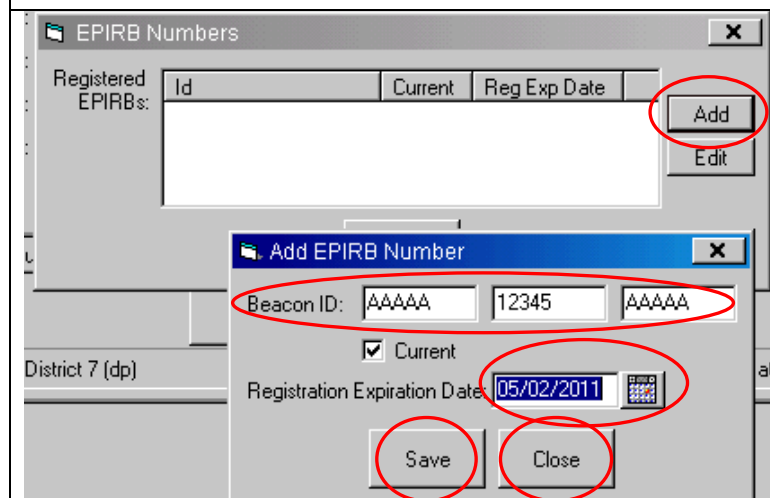 EPIRB Numbers
Registered EPIRBs:
Id Current Reg Exp Date
Add
Edit
Add EPIRB Number
Beacon ID: AAAAA 12345 AAAAA
Current
Registration Expiration Date: 05/02/2011
District 7 (dp)
Save Close